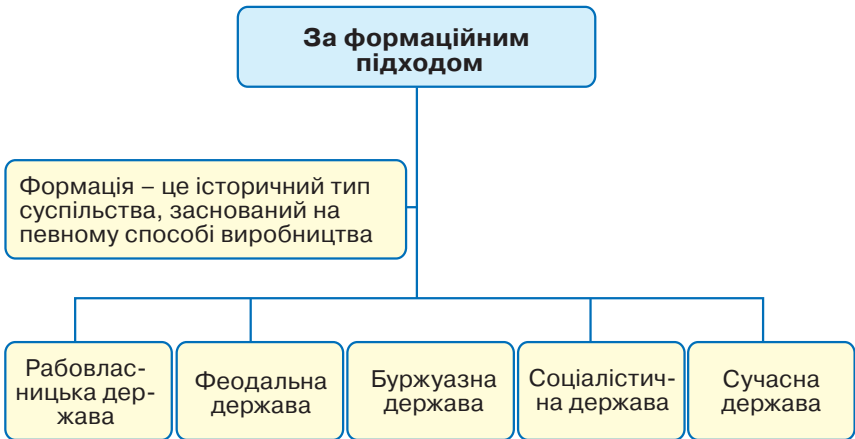 За формаційним
підходом
Формація – це історичний тип
суспільства, заснований на
певному способі виробництва
Рабовлас-
ницька дер-
жава
Феодальна
держава
Буржуазна
держава
Соціалістич-
на держава
Сучасна
держава